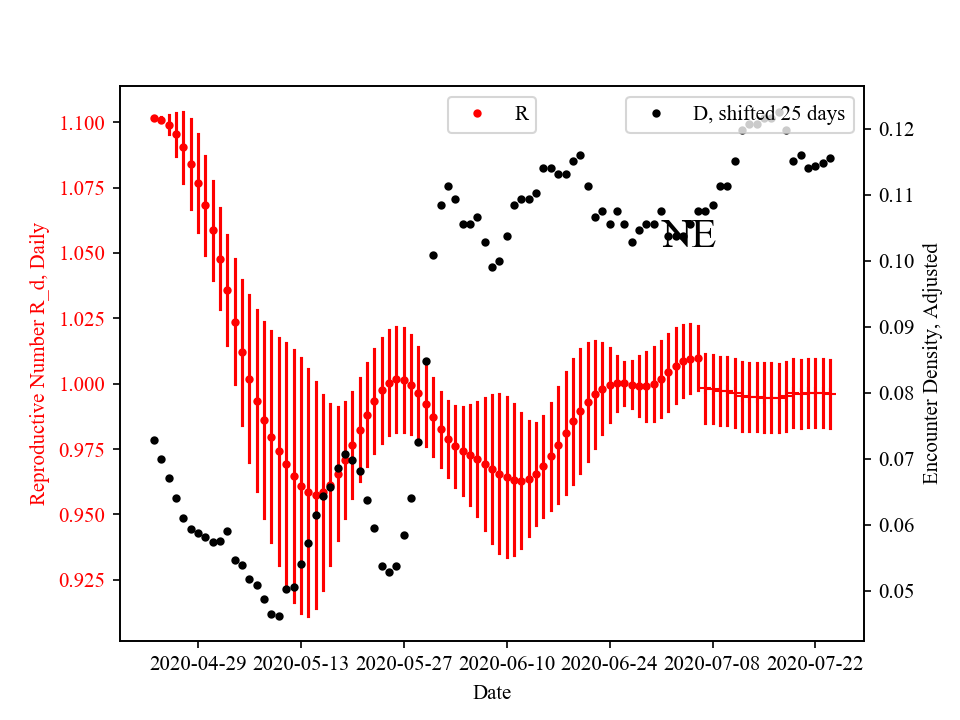 R
D, shifted 25 days
NE
Reproductive Number R_d, Daily
1.100
1.075
1.050
1.025
1.000
0.975
0.950
0.925
0.12
0.11
0.10
0.09
0.08
0.07
0.06
0.05
Encounter Density, Adjusted
2020-04-29 2020-05-13 2020-05-27 2020-06-10 2020-06-24 2020-07-08 2020-07-22
Date